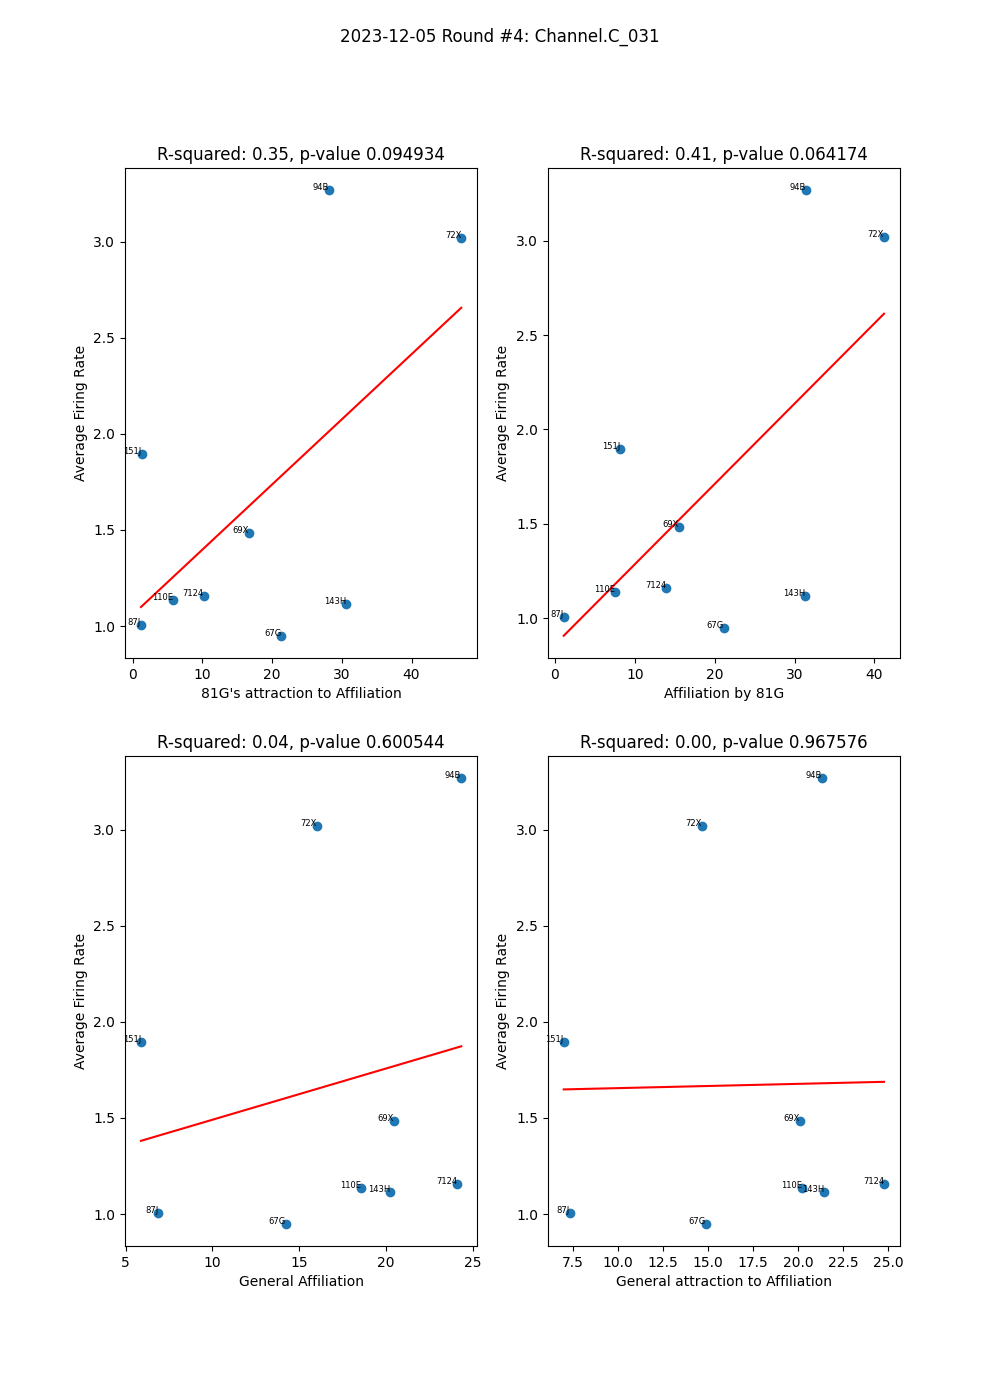 2023-12-05 Round #4: Channel.C_031
R-squared: 0.35, p-value 0.094934
Average Firing Rate
3.0
2.5
2.0
1.5
1.0
94B
72X
151J
69X
110E
7124
143H
87J
67G
0
10
20
30
40
81G's attraction to Affiliation
R-squared: 0.41, p-value 0.064174
Average Firing Rate
3.0
2.5
2.0
1.5
1.0
94B
72X
151J
69X
110E
7124
143H
87J
67G
0
10
20
30
40
Affiliation by 81G
R-squared: 0.04, p-value 0.600544
Average Firing Rate
3.0
2.5
2.0
1.5
1.0
94B
72X
151J
69X
110E
143H
7124
87J
67G
5
10
15
20
25
General Affiliation
R-squared: 0.00, p-value 0.967576
Average Firing Rate
3.0
2.5
2.0
1.5
1.0
94B
72X
151J
69X
110E
143H
7124
87J
67G
7.5
10.0
12.5
15.0
17.5
20.0
22.5
25.0
General attraction to Affiliation